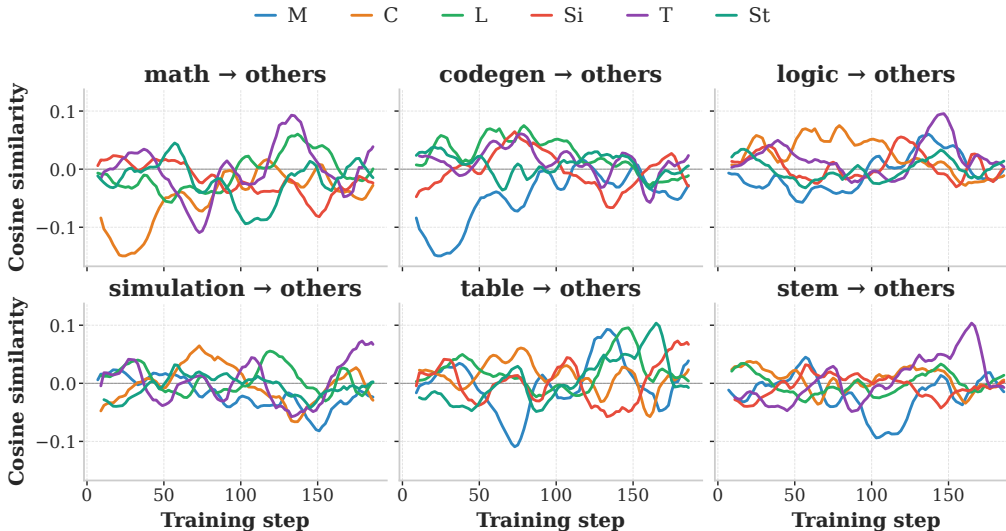 M C L Si T St
math → others codegen → others logic → others
Cosine similarity
0.1
0.0
−0.1
simulation → others table → others stem → others
Cosine similarity
0.1
0.0
−0.1
0 50 100 150 0 50 100 150 0 50 100 150
Training step Training step Training step